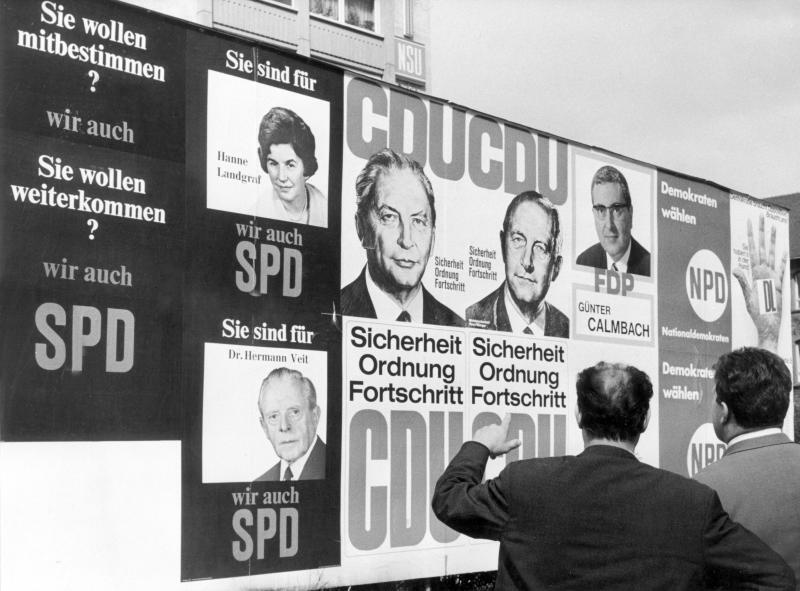 Sie wollen
mitbestimmen
?
wir auch
Sie wollen
weiterkommen
?
wir auch
SPD
Sie sind für
Hanne
Landgraf
wir auch
SPD
Sie sind für
Dr. Hermann Veit
wir auch
SPD
NSU
CDUCDU
Sicherheit
Ordnung
Fortschritt
Sicherheit
Ordnung
Fortschritt
Sicherheit
Ordnung
Fortschritt
CDU
Sicherheit
Ordnung
Fortschritt
CDU
FDP
GÜNTER
CALMBACH
Demokraten
wählen
NPD
Nationaldemokraten
Demokraten
wählen
NPD
DL